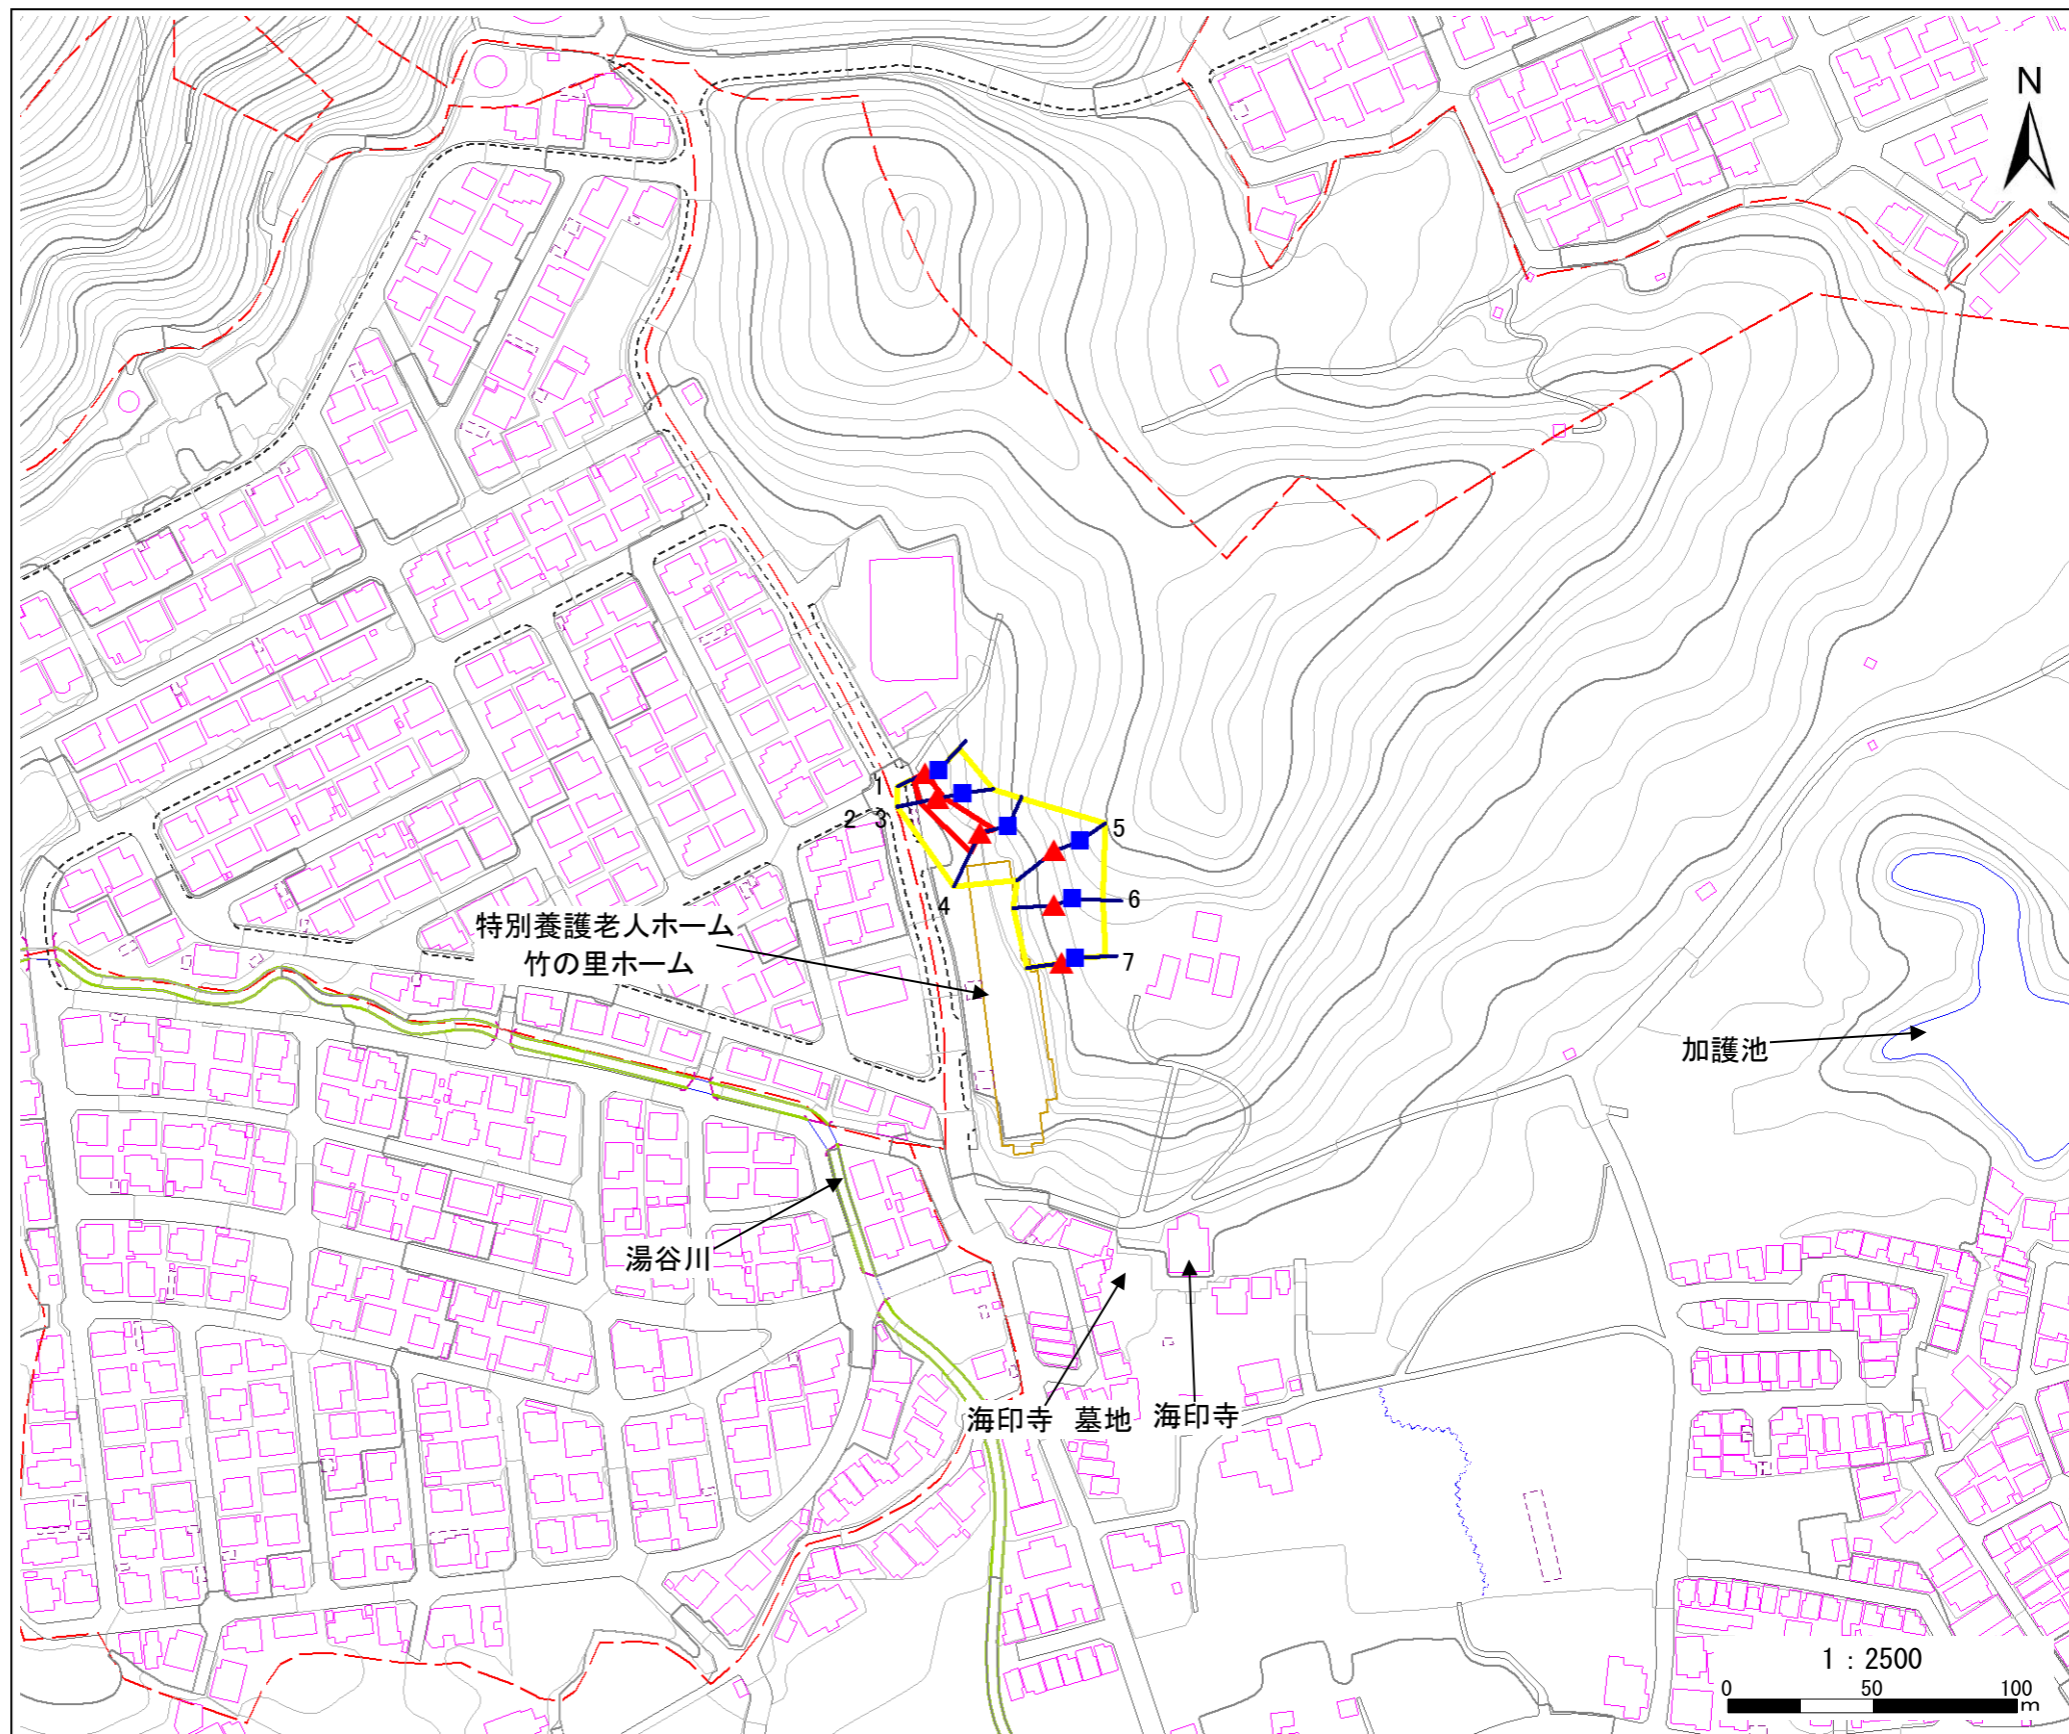 N
1
2 3
4
5
6
7
特別養護老人ホーム
竹の里ホーム
加護池
湯谷川
海印寺 墓地
海印寺
1 : 2500
0 50 100
m